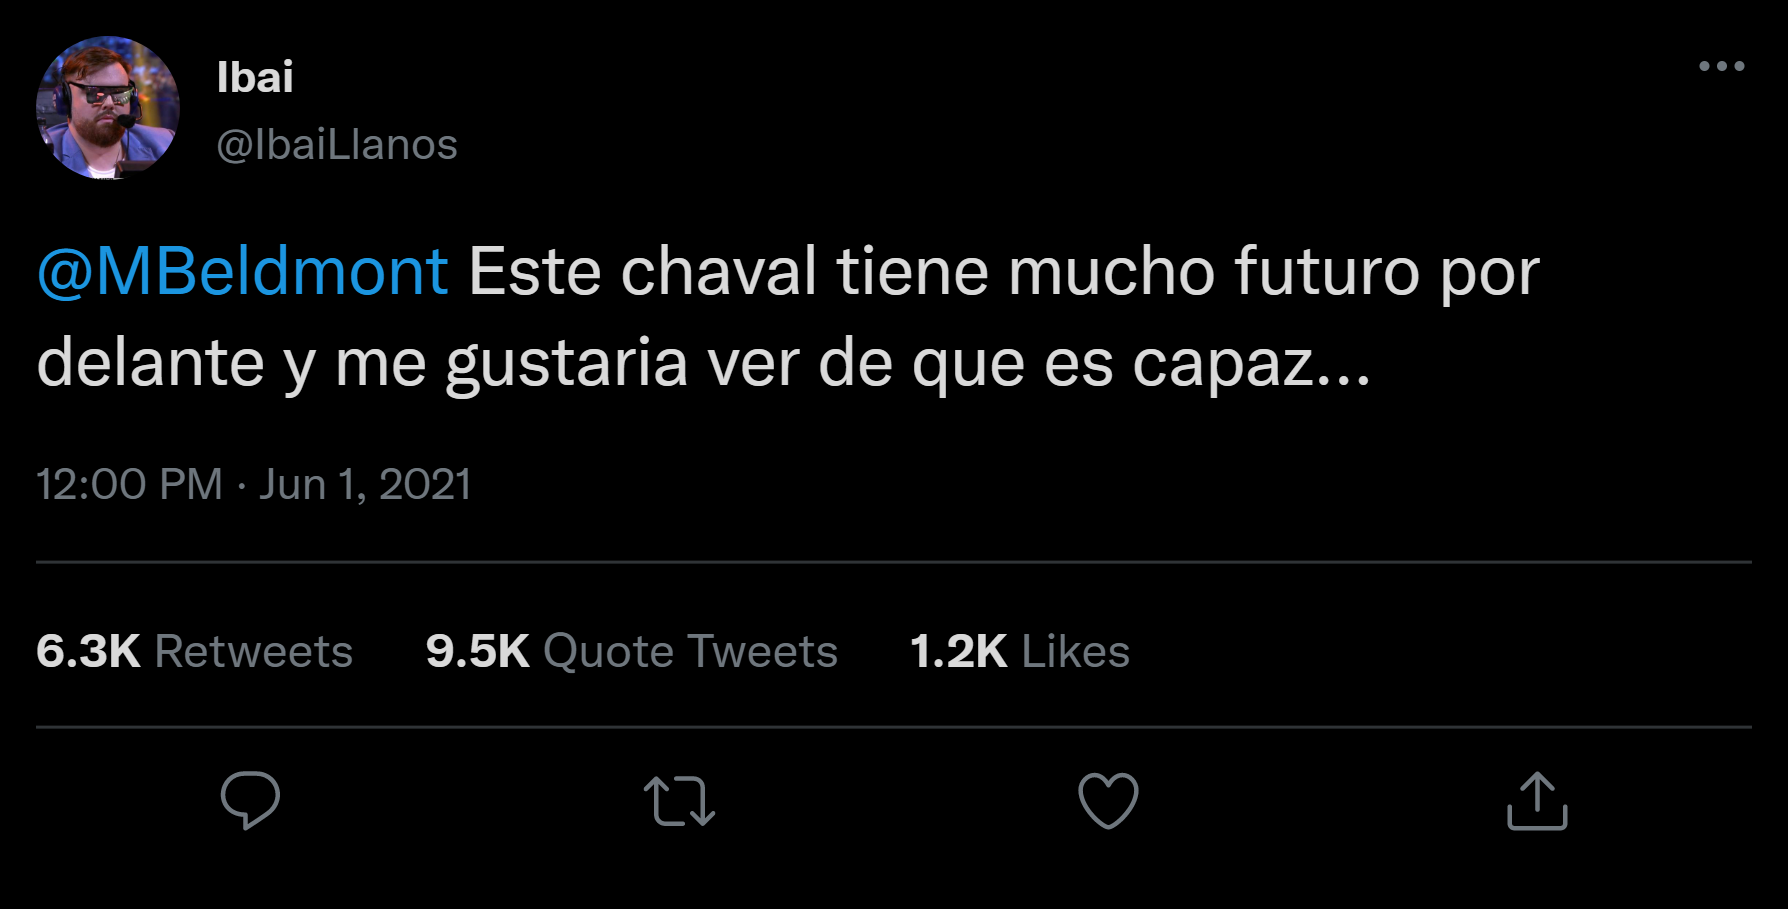 Ibai
@IbaiLlanos
@MBeldmont Este chaval tiene mucho futuro por
delante y me gustaria ver de que es capaz...
12:00 PM · Jun 1, 2021
6.3K Retweets 9.5K Quote Tweets 1.2K Likes